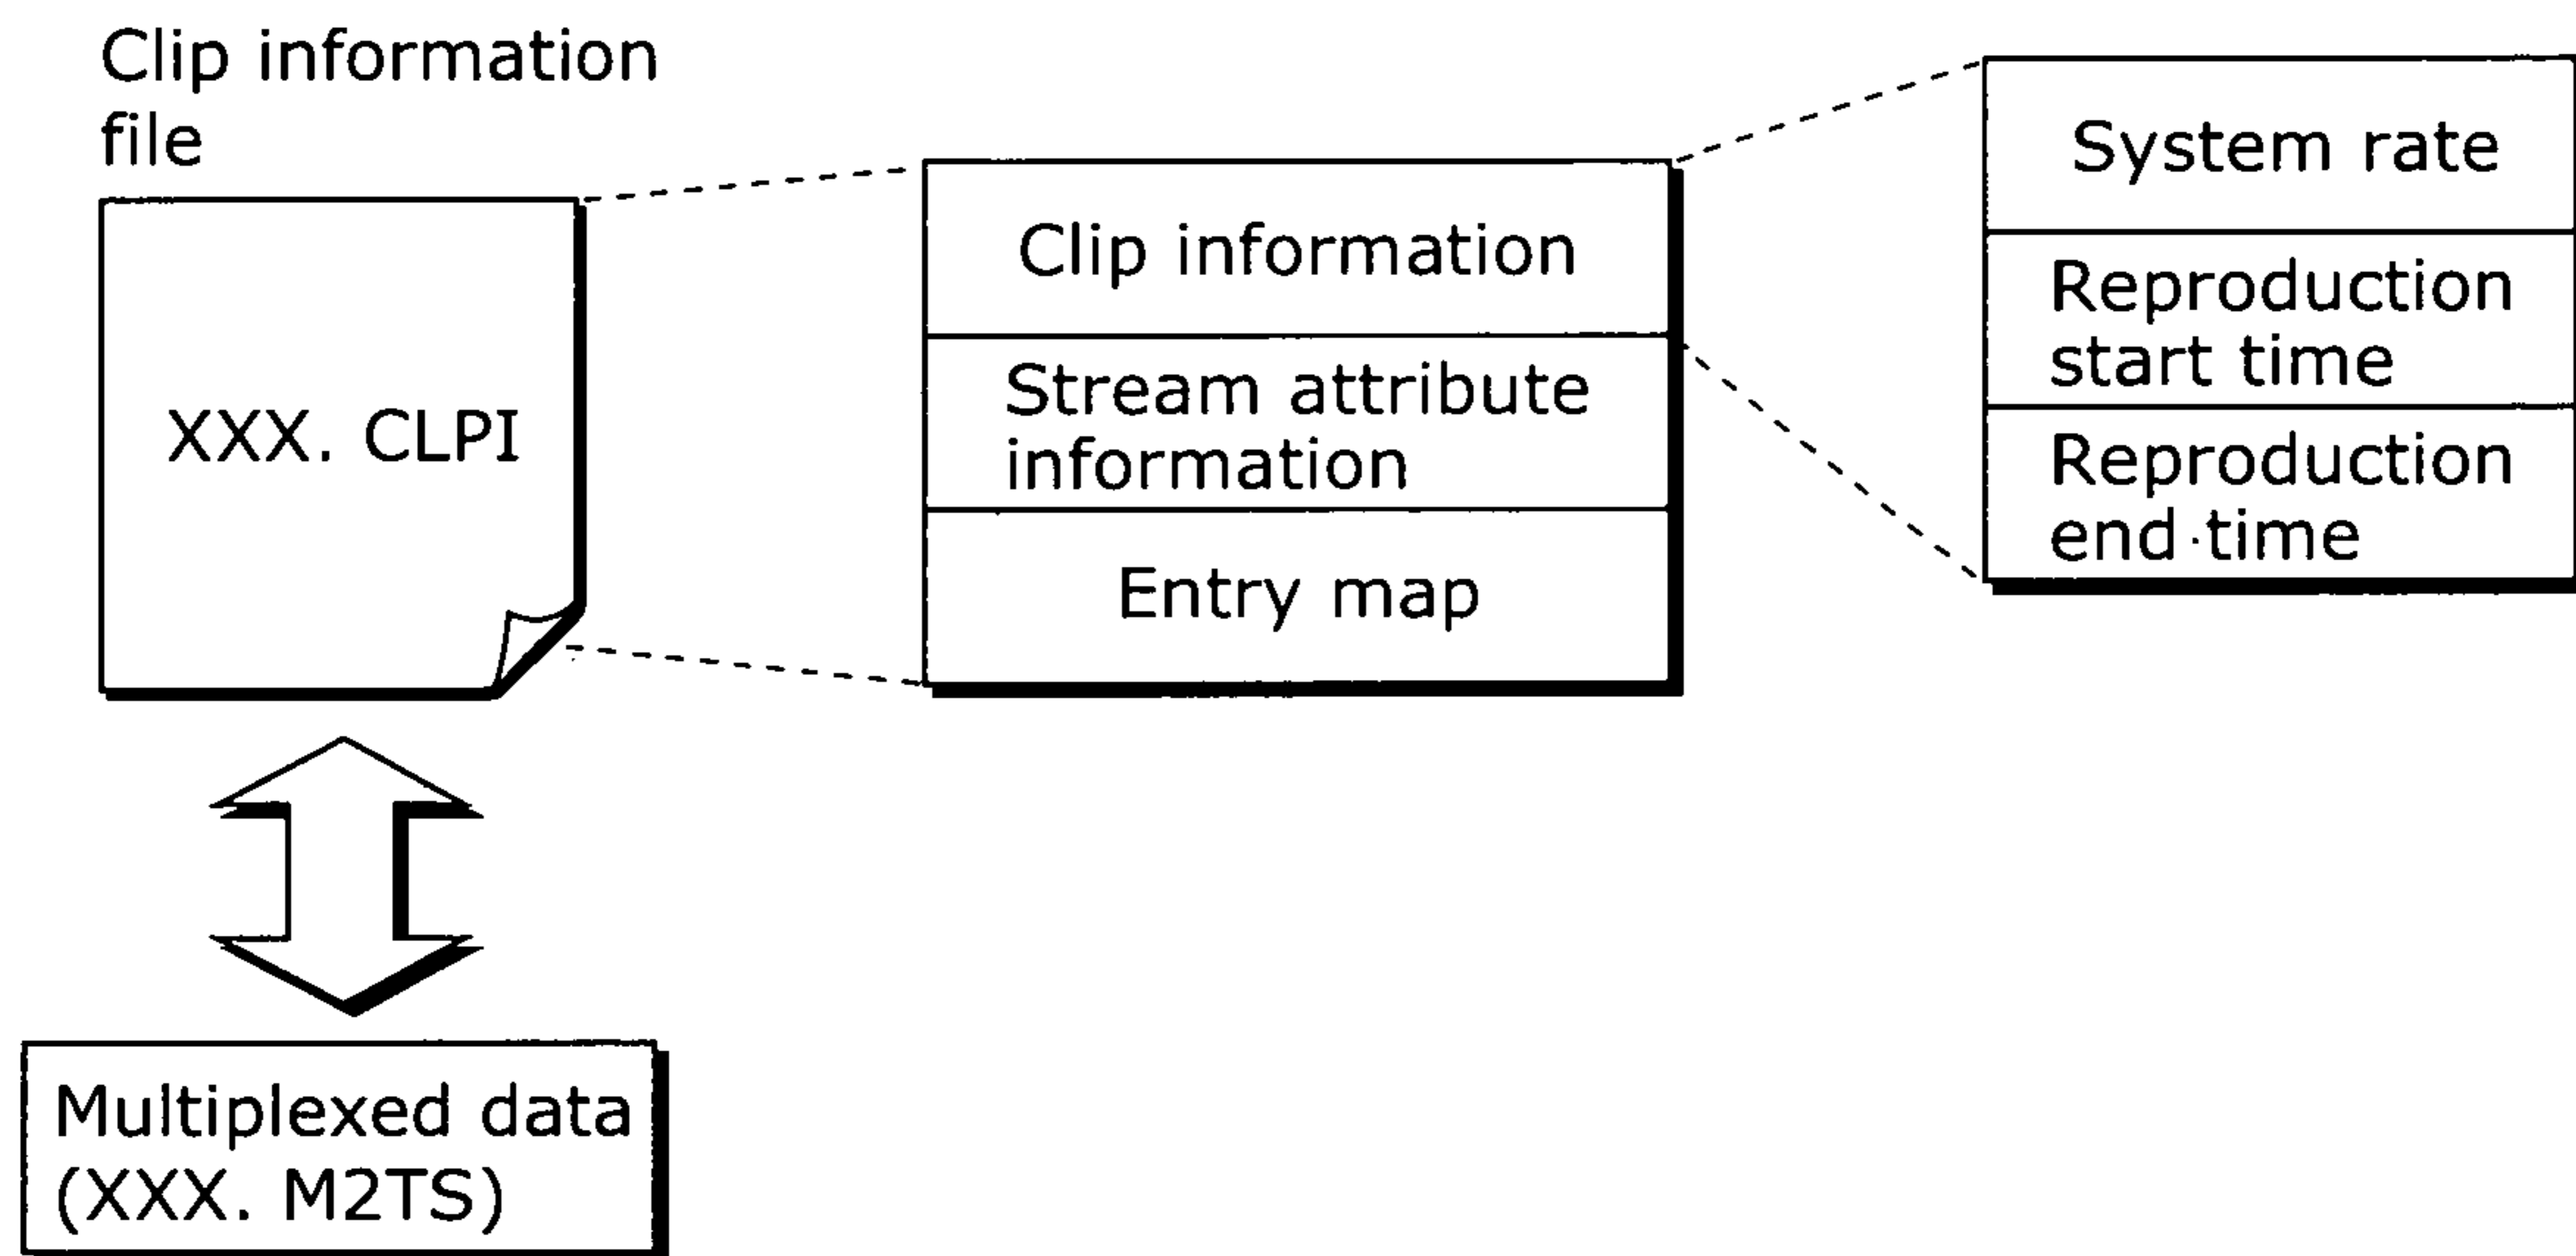 Clip information
file
XXX. CLPI
Clip information
Stream attribute
information
Entry map
System rate
Reproduction
start time
Reproduction
end time
Multiplexed data
(XXX. M2TS)